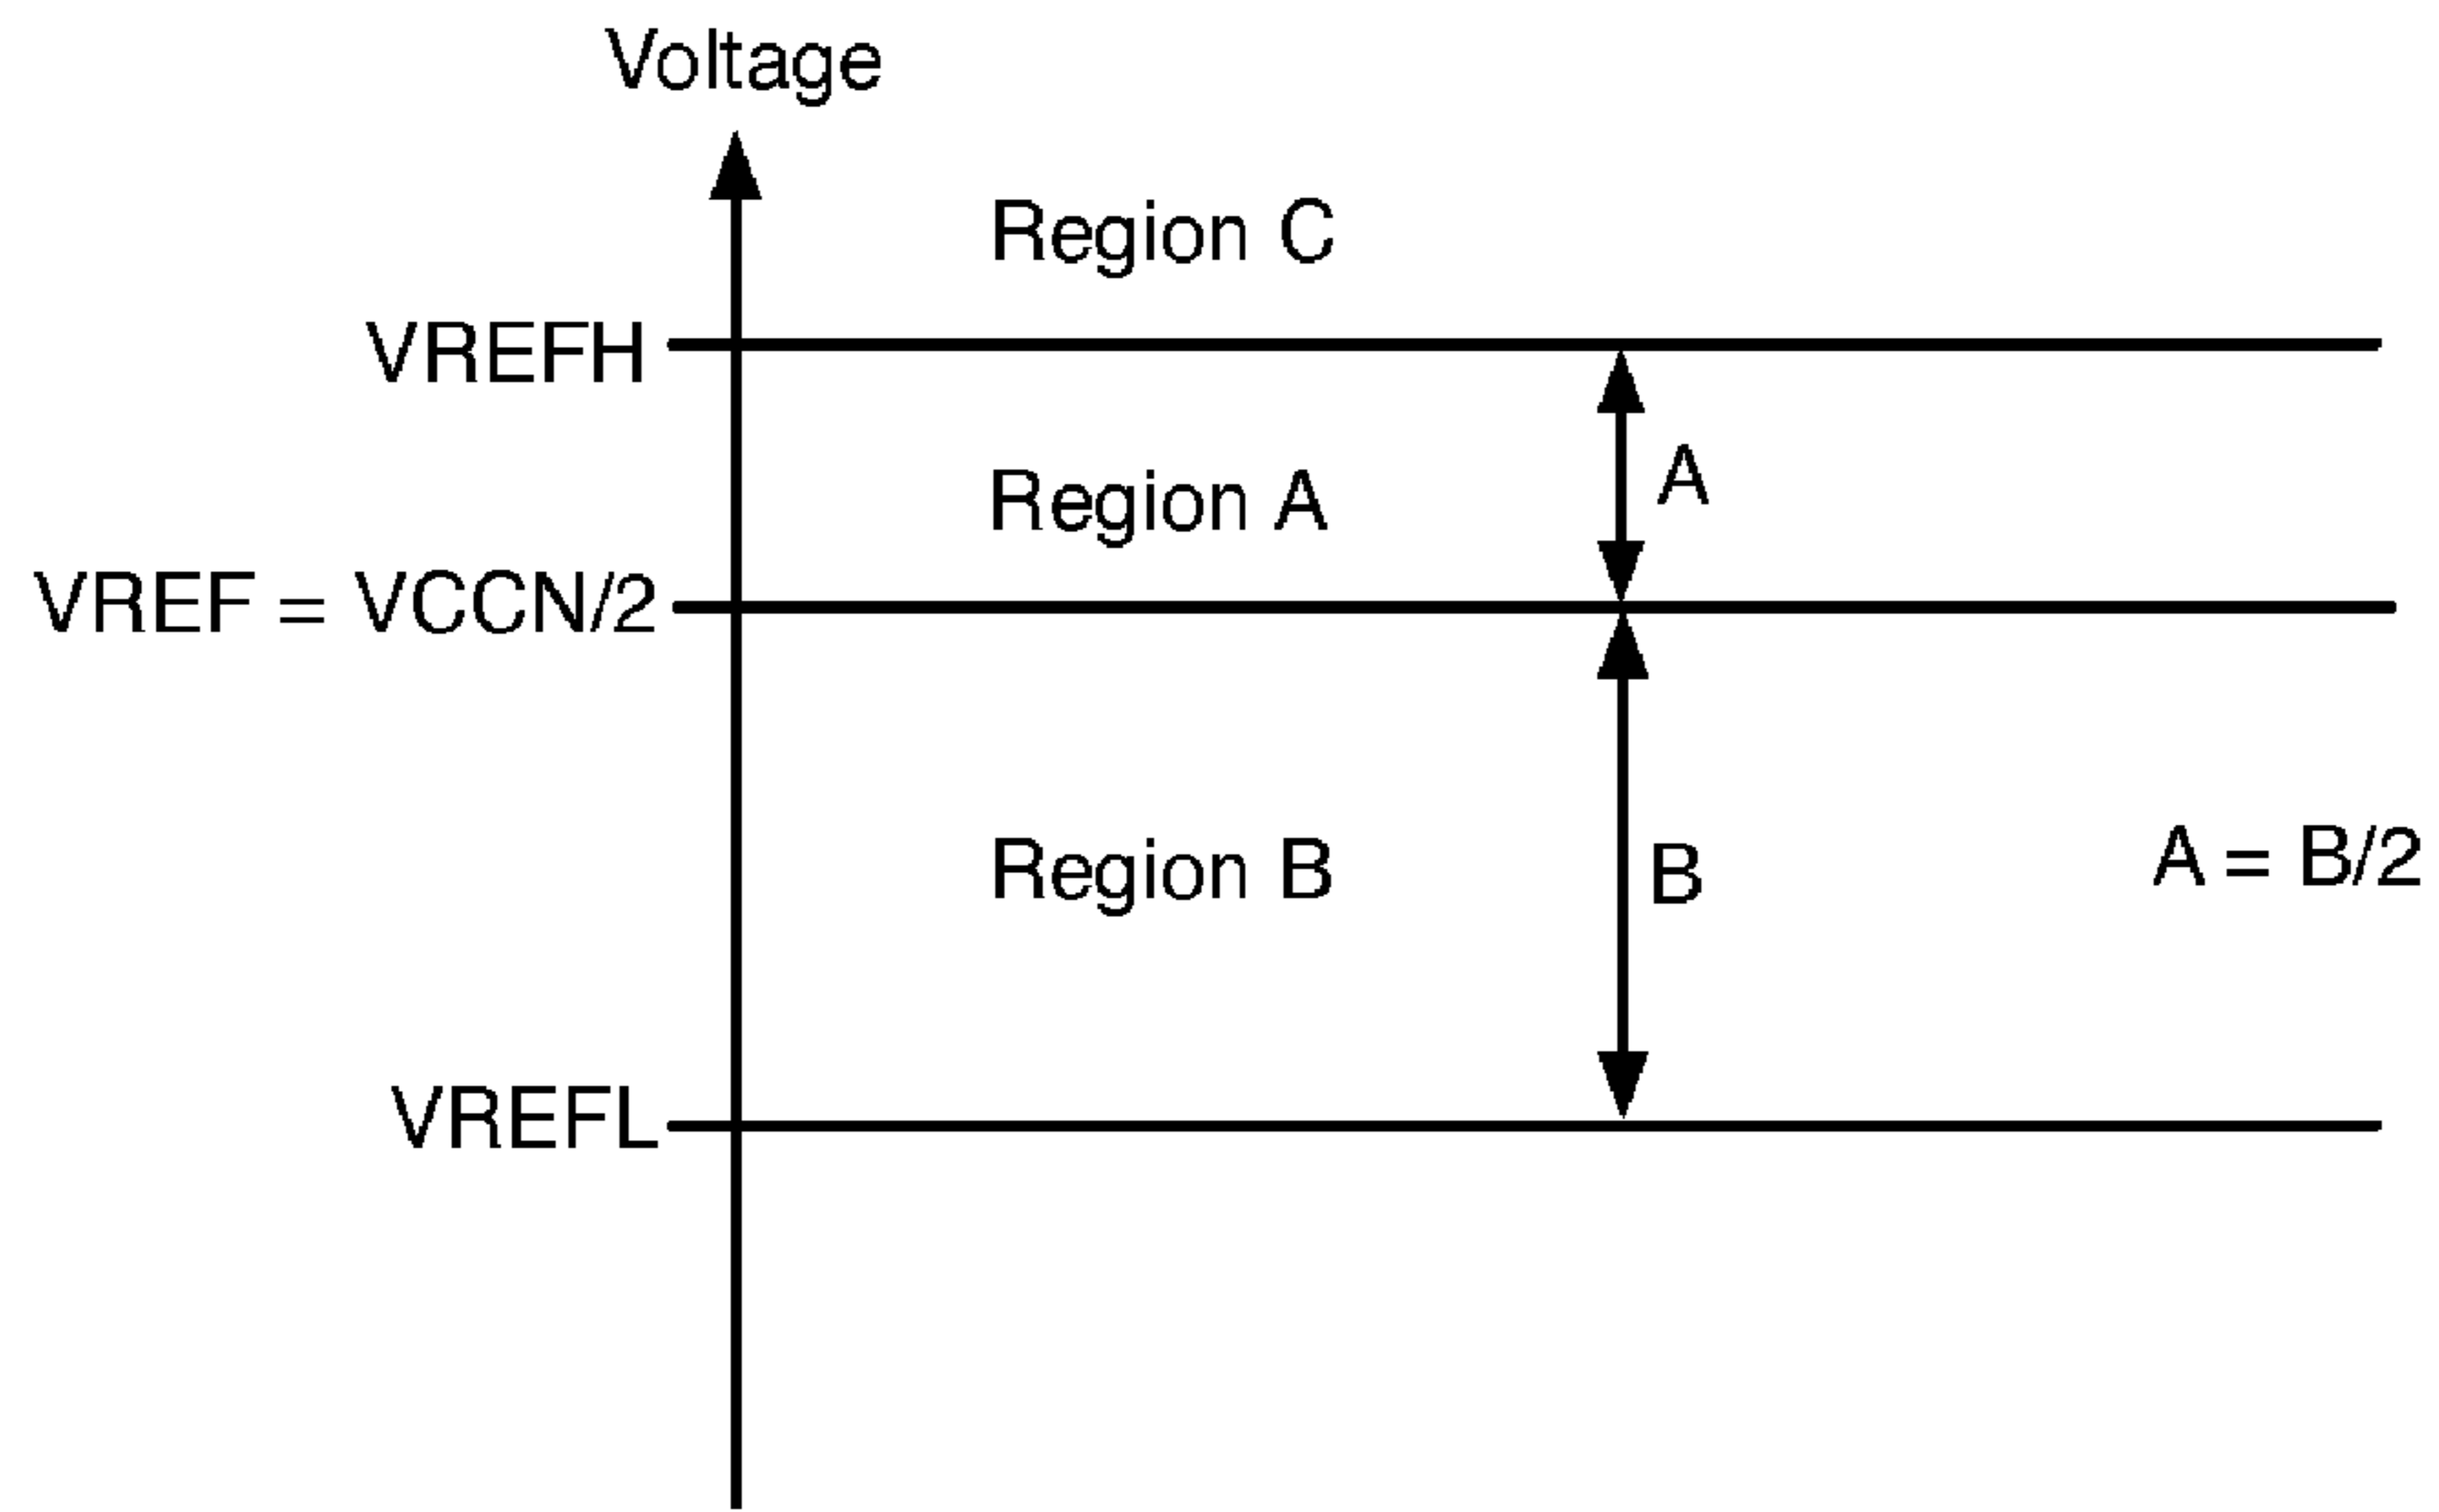 Voltage
Region C
VREFH
Region A
A
VREF = VCCN/2
Region B
B
A = B/2
VREFL